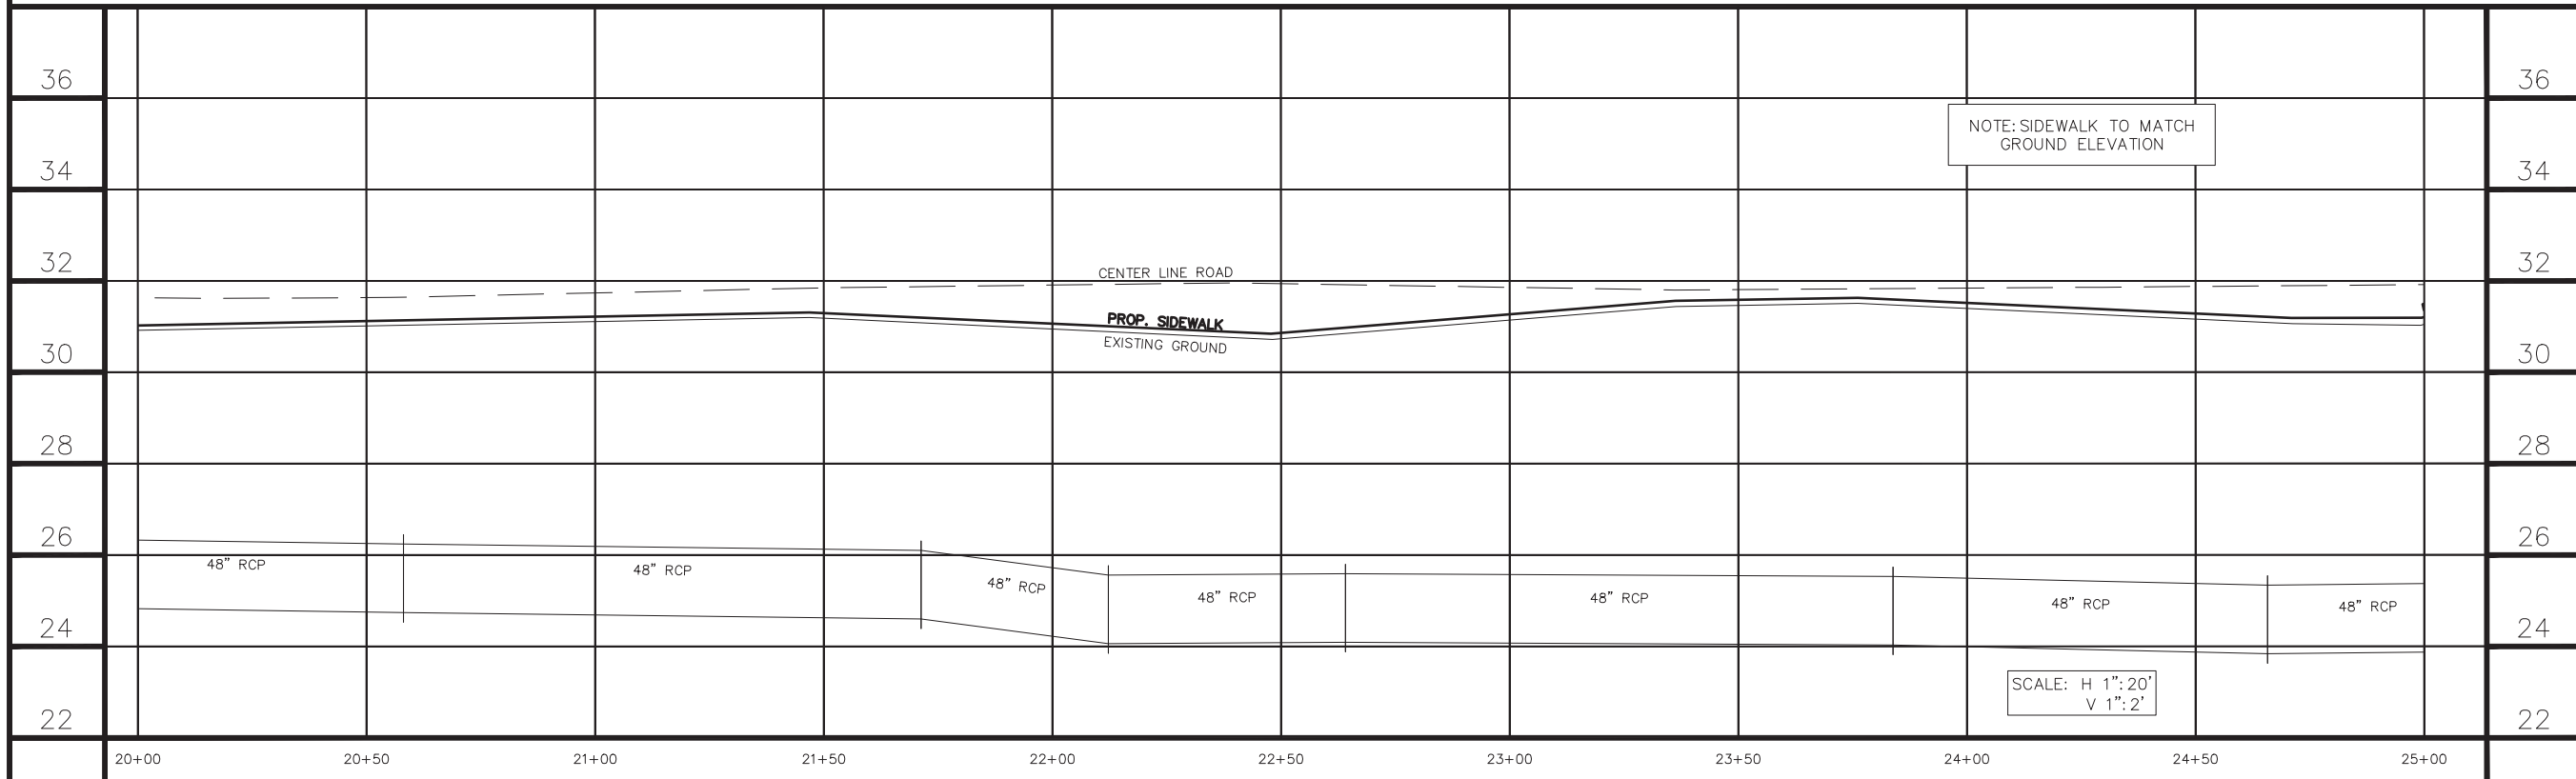 36 36
NOTE: SIDEWALK TO MATCH
GROUND ELEVATION
34 34
32 32
CENTER LINE ROAD
PROP. SIDEWALK
EXISTING GROUND
30 30
28 28
26 26
48" RCP 48" RCP 48" RCP 48" RCP 48" RCP 48" RCP 48" RCP
24 24
SCALE: H 1":20'
V 1":2'
22 22
20+00 20+50 21+00 21+50 22+00 22+50 23+00 23+50 24+00 24+50 25+00